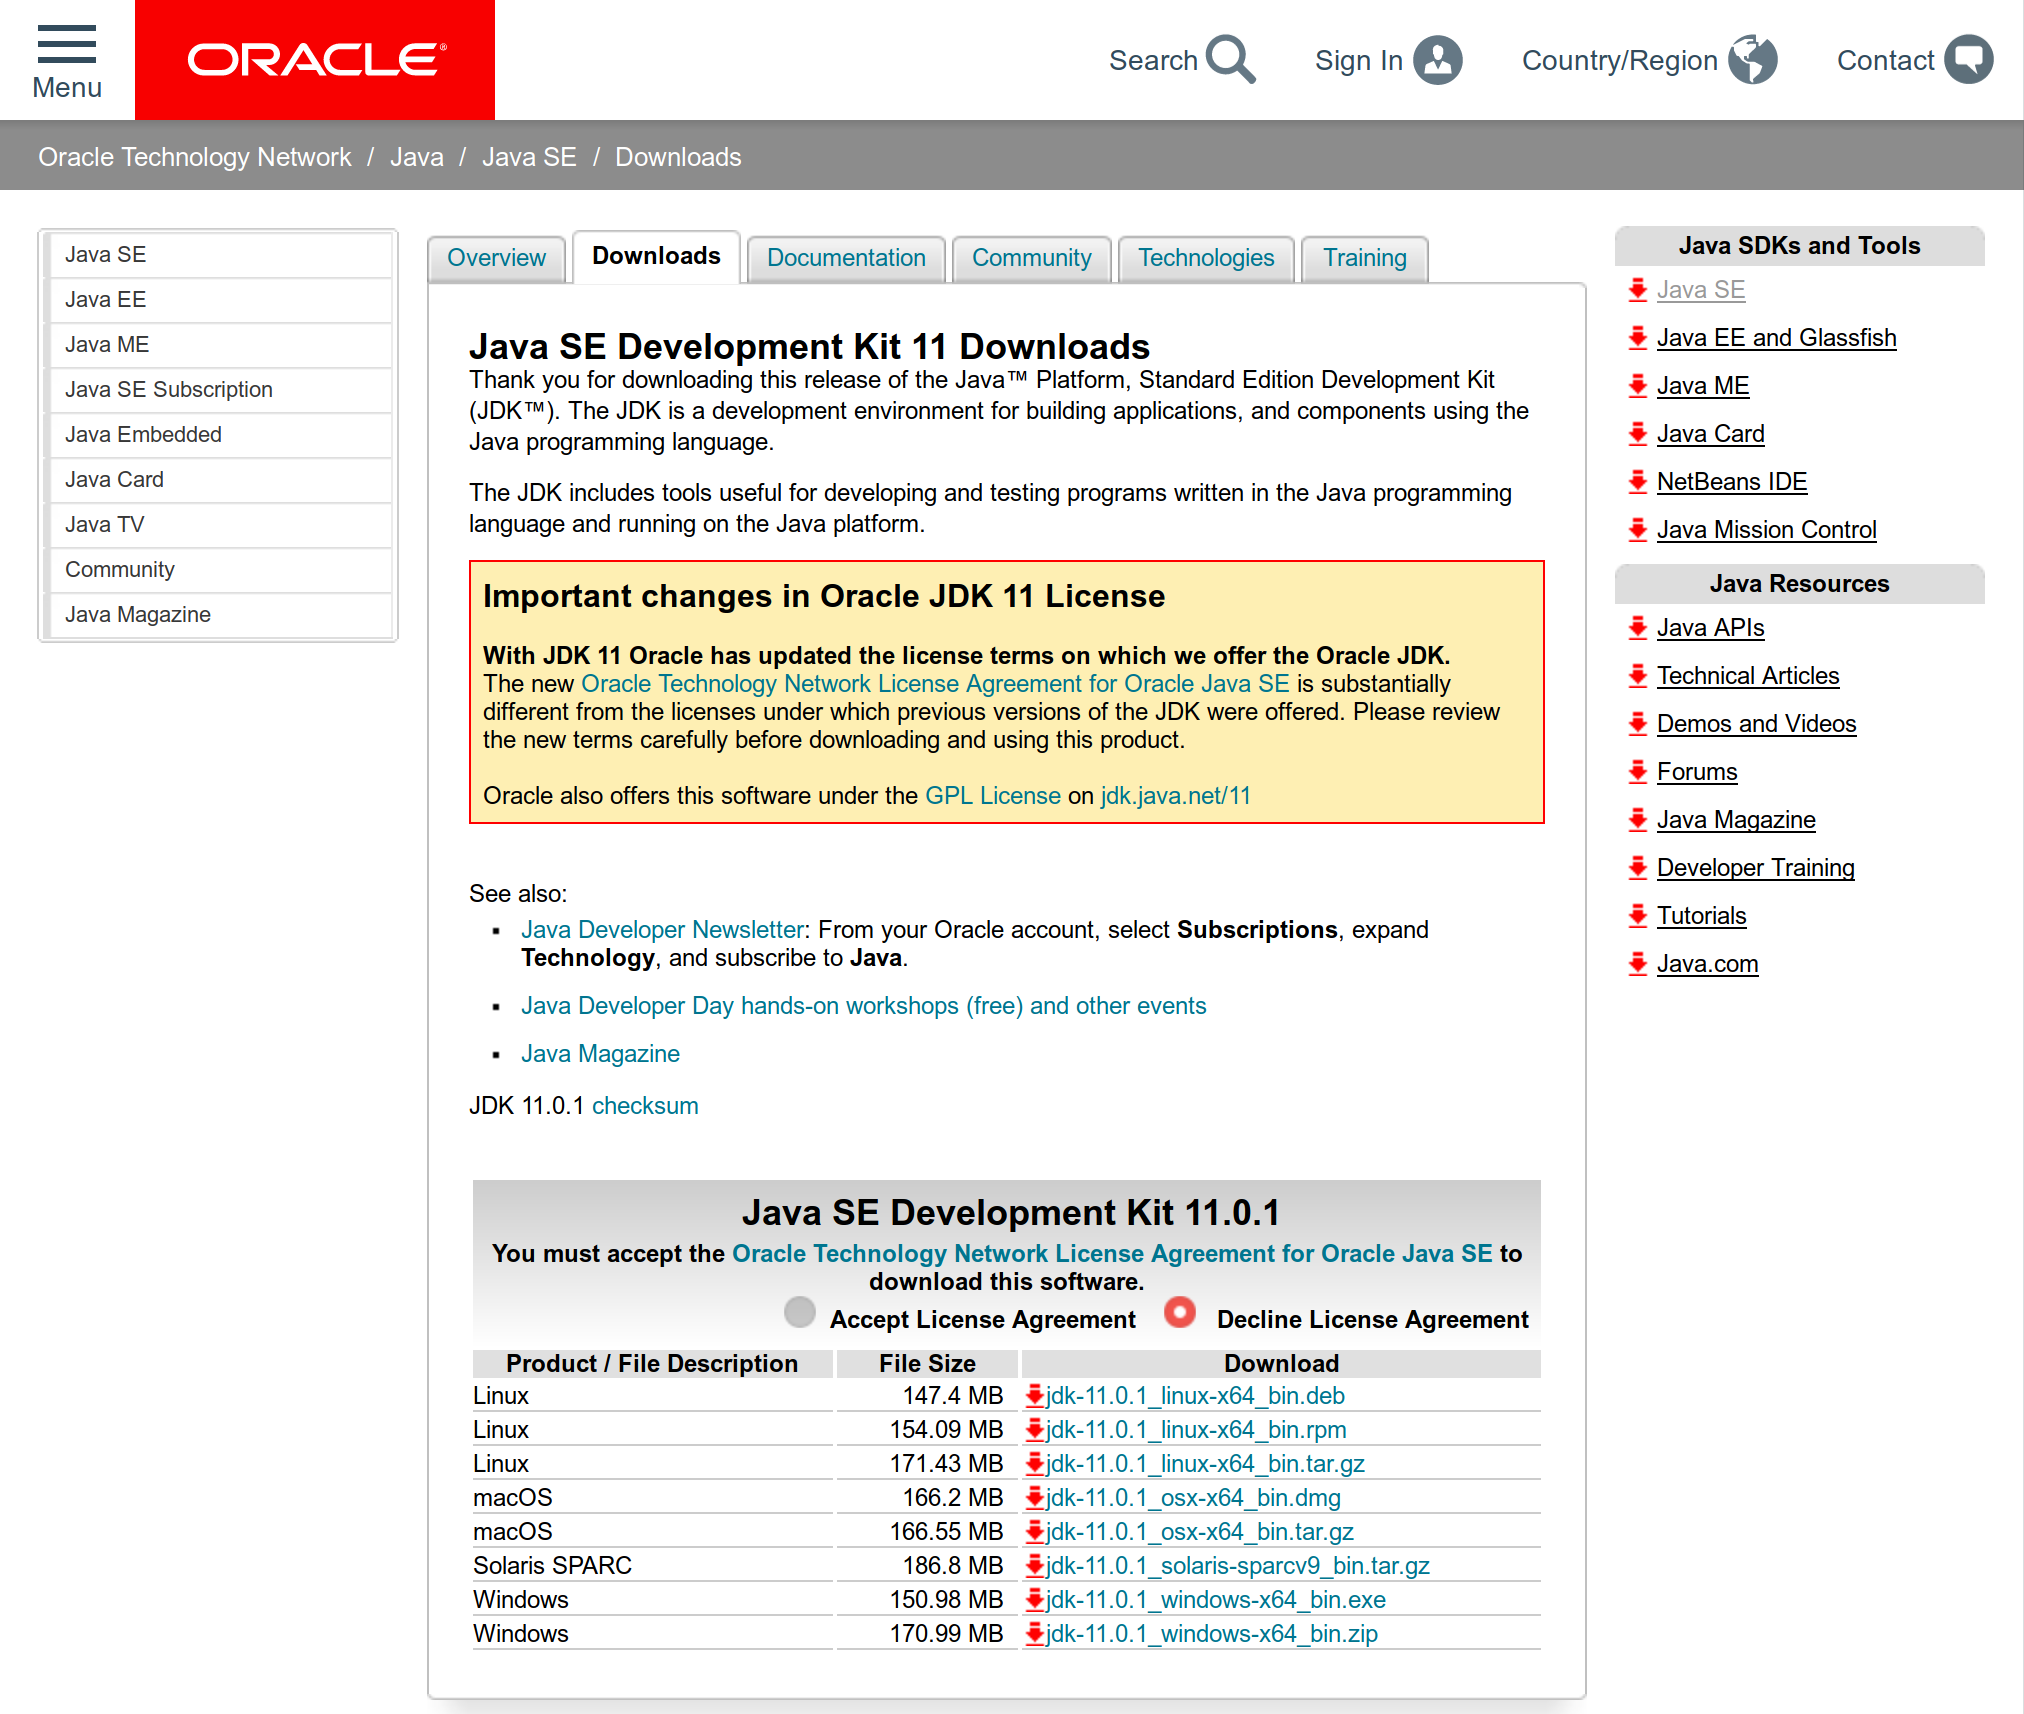 Menu
ORACLE®
Search
Sign In
Country/Region
Contact
Oracle Technology Network / Java / Java SE / Downloads
Java SE
Java EE
Java ME
Java SE Subscription
Java Embedded
Java Card
Java TV
Community
Java Magazine
Overview
Downloads
Documentation
Community
Technologies
Training
Java SE Development Kit 11 Downloads
Thank you for downloading this release of the Java™ Platform, Standard Edition Development Kit
(JDK™). The JDK is a development environment for building applications, and components using the
Java programming language.
The JDK includes tools useful for developing and testing programs written in the Java programming
language and running on the Java platform.
Important changes in Oracle JDK 11 License
With JDK 11 Oracle has updated the license terms on which we offer the Oracle JDK.
The new Oracle Technology Network License Agreement for Oracle Java SE is substantially
different from the licenses under which previous versions of the JDK were offered. Please review
the new terms carefully before downloading and using this product.
Oracle also offers this software under the GPL License on jdk.java.net/11
See also:
Java Developer Newsletter: From your Oracle account, select Subscriptions, expand
Technology, and subscribe to Java.
Java Developer Day hands-on workshops (free) and other events
Java Magazine
JDK 11.0.1 checksum
Java SE Development Kit 11.0.1
You must accept the Oracle Technology Network License Agreement for Oracle Java SE to
download this software.
Accept License Agreement Decline License Agreement
Product / File Description File Size Download
Linux 147.4 MB jdk-11.0.1_linux-x64_bin.deb
Linux 154.09 MB jdk-11.0.1_linux-x64_bin.rpm
Linux 171.43 MB jdk-11.0.1_linux-x64_bin.tar.gz
macOS 166.2 MB jdk-11.0.1_osx-x64_bin.dmg
macOS 166.55 MB jdk-11.0.1_osx-x64_bin.tar.gz
Solaris SPARC 186.8 MB jdk-11.0.1_solaris-sparcv9_bin.tar.gz
Windows 150.98 MB jdk-11.0.1_windows-x64_bin.exe
Windows 170.99 MB jdk-11.0.1_windows-x64_bin.zip
Java SDKs and Tools
Java SE
Java EE and Glassfish
Java ME
Java Card
NetBeans IDE
Java Mission Control
Java Resources
Java APIs
Technical Articles
Demos and Videos
Forums
Java Magazine
Developer Training
Tutorials
Java.com